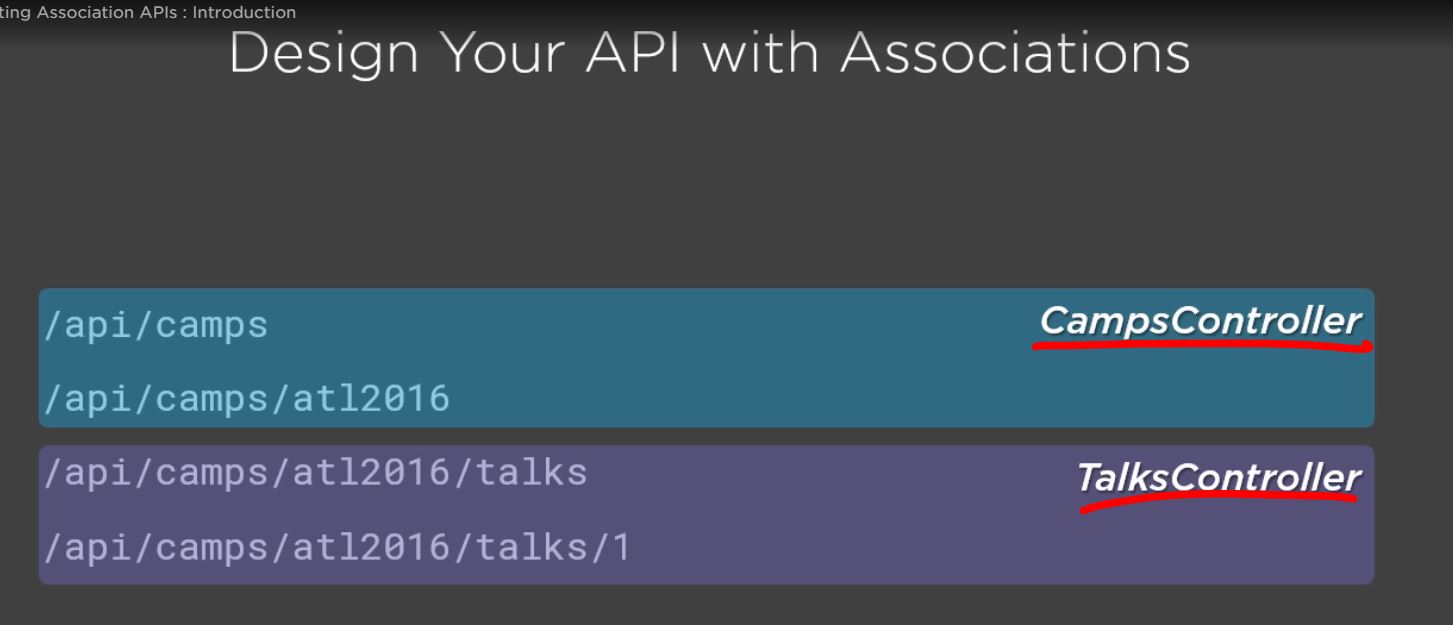 ting Association APIs : Introduction
Design Your API with Associations
/api/camps
CampsController
/api/camps/atl2016
/api/camps/atl2016/talks
TalksController
/api/camps/atl2016/talks/1